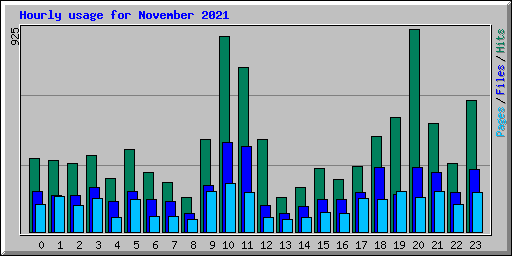 Hourly usage for November 2021
925
Pages / Files / Hits
0 1 2 3 4 5 6 7 8 9 10 11 12 13 14 15 16 17 18 19 20 21 22 23